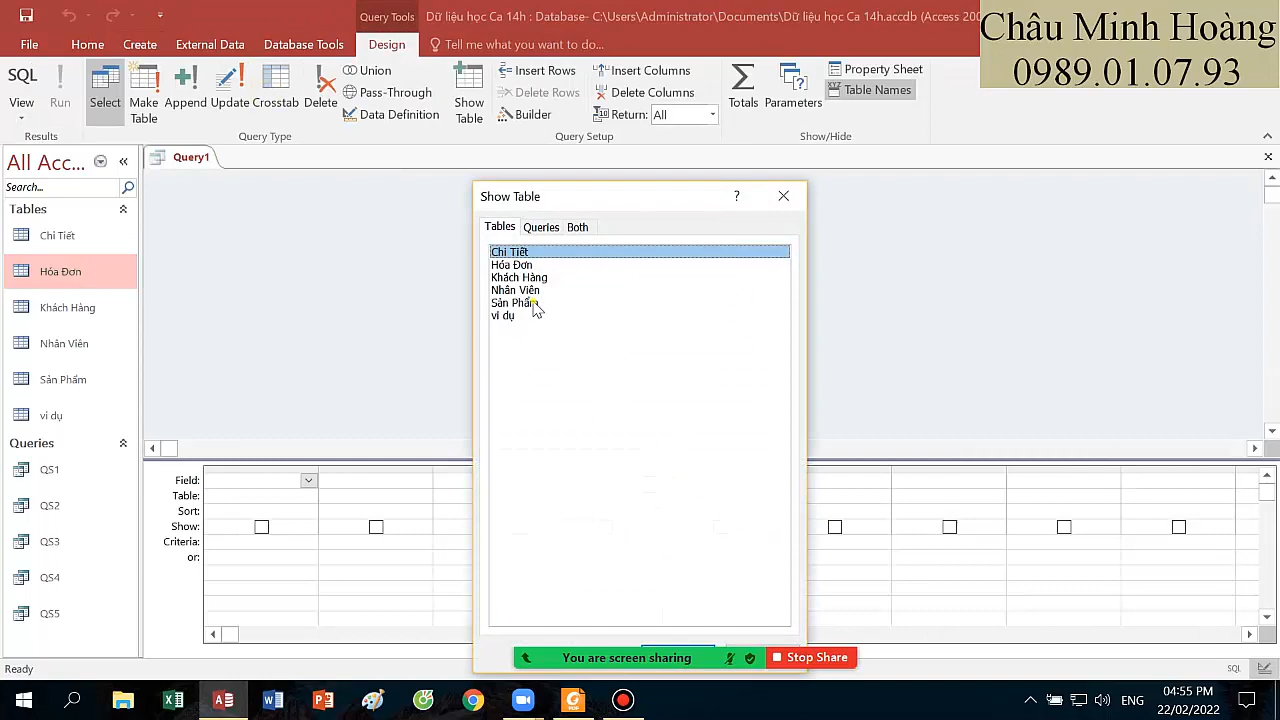 Query Tools
Dữ liệu học Ca 14h : Database- C:\Users\Administrator\Documents\Dữ liệu học Ca 14h.accdb (Access 200
Châu Minh Hoàng
0989.01.07.93
File
Home
Create
External Data
Database Tools
Design
Tell me what you want to do...
SQL
View
Run
Select
Make Table
Append
Update
Crosstab
Delete
Union
Pass-Through
Data Definition
Show Table
Insert Rows
Delete Rows
Builder
Insert Columns
Delete Columns
Return:
All
Totals
Parameters
Property Sheet
Table Names
Results
Query Type
Query Setup
Show/Hide
All Acc...
Query1
Search...
Tables
Chi Tiết
Hóa Đơn
Khách Hàng
Nhân Viên
Sản Phẩm
ví dụ
Queries
QS1
QS2
QS3
QS4
QS5
Show Table
?
Tables
Queries
Both
Chi Tiết
Hóa Đơn
Khách Hàng
Nhân Viên
Sản Phẩm
ví dụ
Field:
Table:
Sort:
Show:
Criteria:
or:
You are screen sharing
Stop Share
Ready
SQL
ENG
04:55 PM
22/02/2022